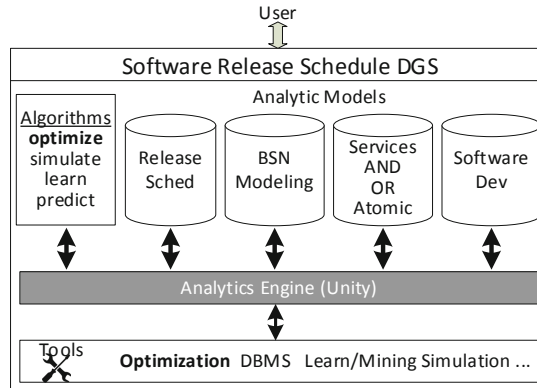 User
Software Release Schedule DGS
Analytic Models
Algorithms
optimize
simulate
learn
predict
Release
Sched
BSN
Modeling
Services
AND
OR
Atomic
Software
Dev
Analytics Engine (Unity)
Tools
Optimization DBMS Learn/Mining Simulation ...